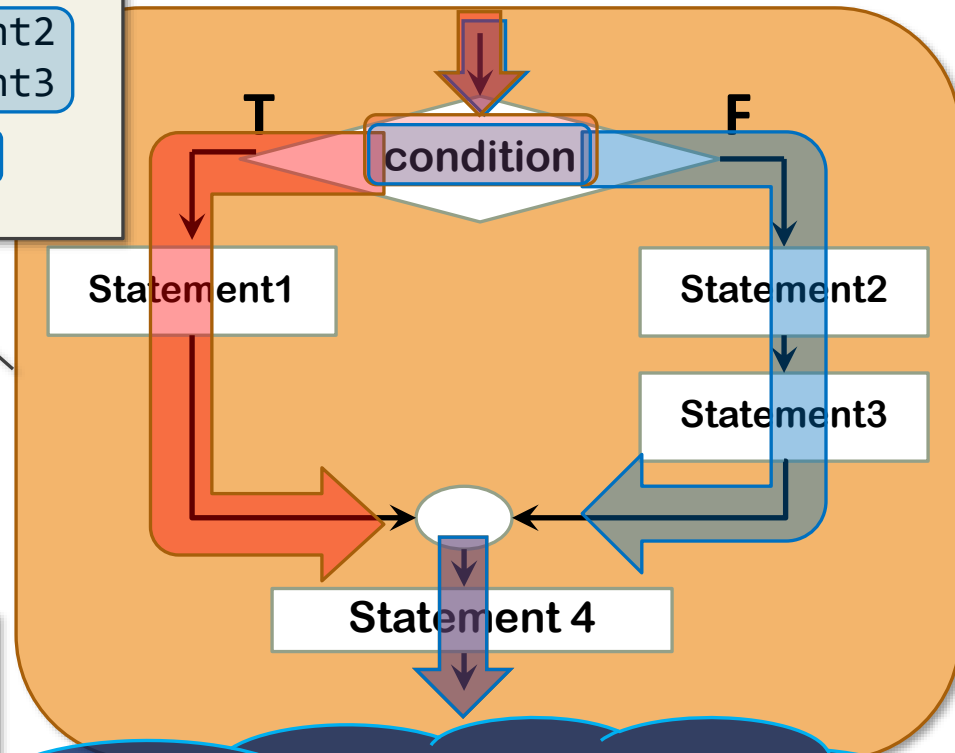 nt2
nt3
T
F
condition
Statement1
Statement2
Statement3
Statement 4